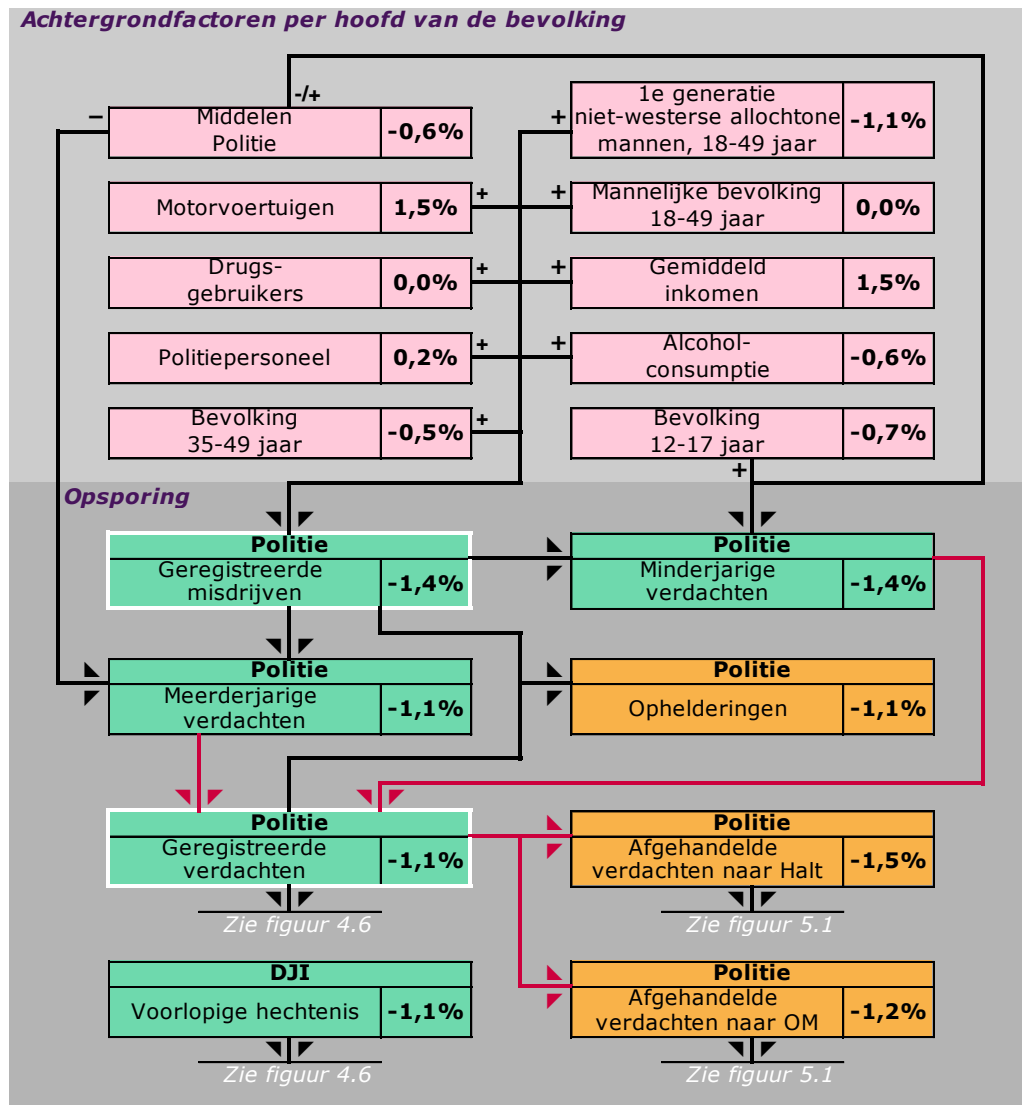 Achtergrondfactoren per hoofd van de bevolking
-/+
–
Middelen
Politie
-0,6%
+
1e generatie
niet-westerse allochtone
mannen, 18-49 jaar
-1,1%
Motorvoertuigen
1,5%
+
+
Mannelijke bevolking
18-49 jaar
0,0%
Drugs-
gebruikers
0,0%
+
+
Gemiddeld
inkomen
1,5%
Politiepersoneel
0,2%
+
+
Alcohol-
consumptie
-0,6%
Bevolking
35-49 jaar
-0,5%
+
Bevolking
12-17 jaar
-0,7%
+
Opsporing
Politie
Geregistreerde
misdrijven
-1,4%
Politie
Minderjarige
verdachten
-1,4%
Politie
Meerderjarige
verdachten
-1,1%
Politie
Ophelderingen
-1,1%
Politie
Geregistreerde
verdachten
-1,1%
Zie figuur 4.6
Politie
Afgehandelde
verdachten naar Halt
-1,5%
Zie figuur 5.1
DJI
Voorlopige hechtenis
-1,1%
Zie figuur 4.6
Politie
Afgehandelde
verdachten naar OM
-1,2%
Zie figuur 5.1